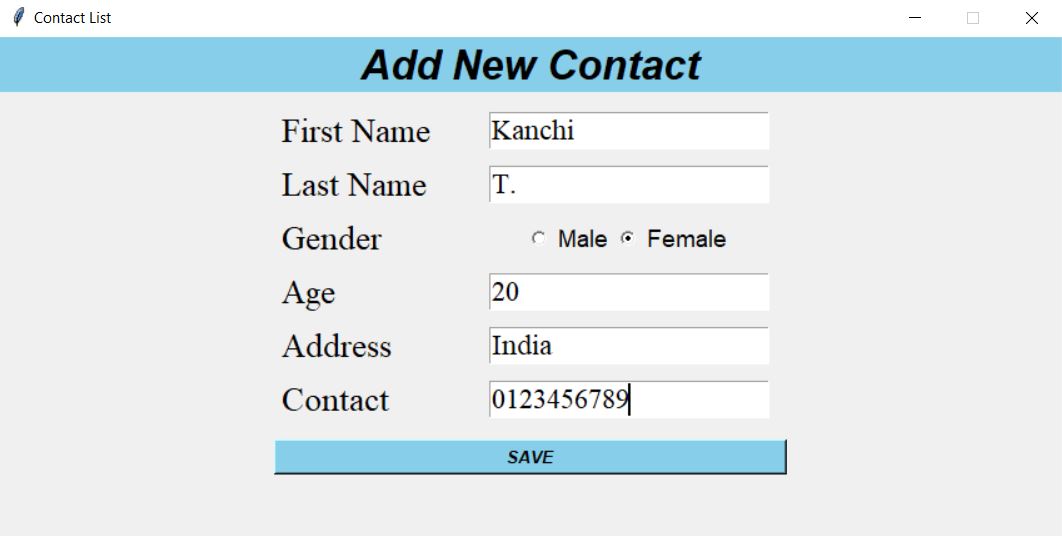 Contact List
Add New Contact
First Name Kanchi
Last Name T.
Gender Male Female
Age 20
Address India
Contact 0123456789
SAVE